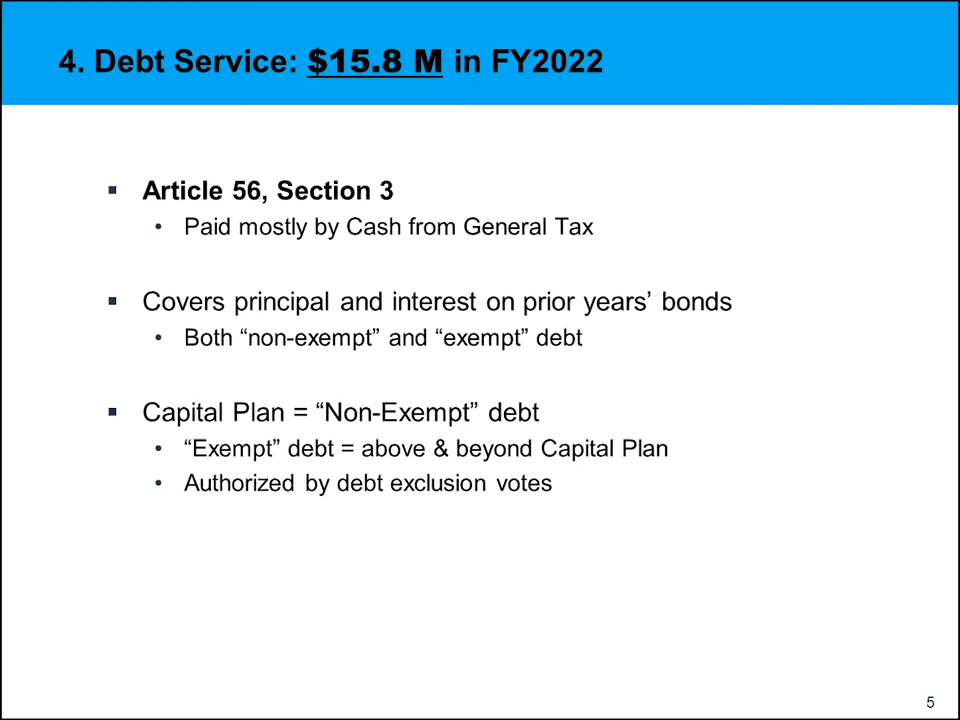 4. Debt Service: $15.8 M in FY2022
▪ Article 56, Section 3
• Paid mostly by Cash from General Tax
▪ Covers principal and interest on prior years’ bonds
• Both “non-exempt” and “exempt” debt
▪ Capital Plan = “Non-Exempt” debt
• “Exempt” debt = above & beyond Capital Plan
• Authorized by debt exclusion votes
5